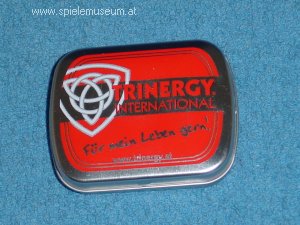 www.spielemuseum.at
TRINERGY
INTERNATIONAL
Für mein Leben gern!
www.trinergy.at